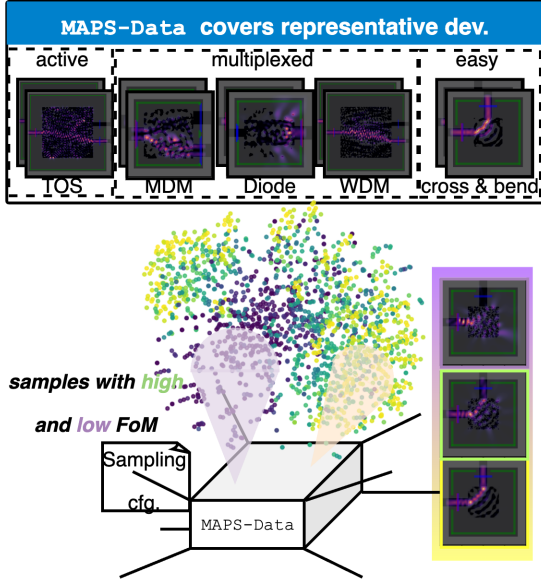 MAPS-Data covers representative dev.
active multiplexed easy
TOS MDM Diode WDM cross & bend
samples with high
and low FoM
Sampling
cfg.
MAPS-Data